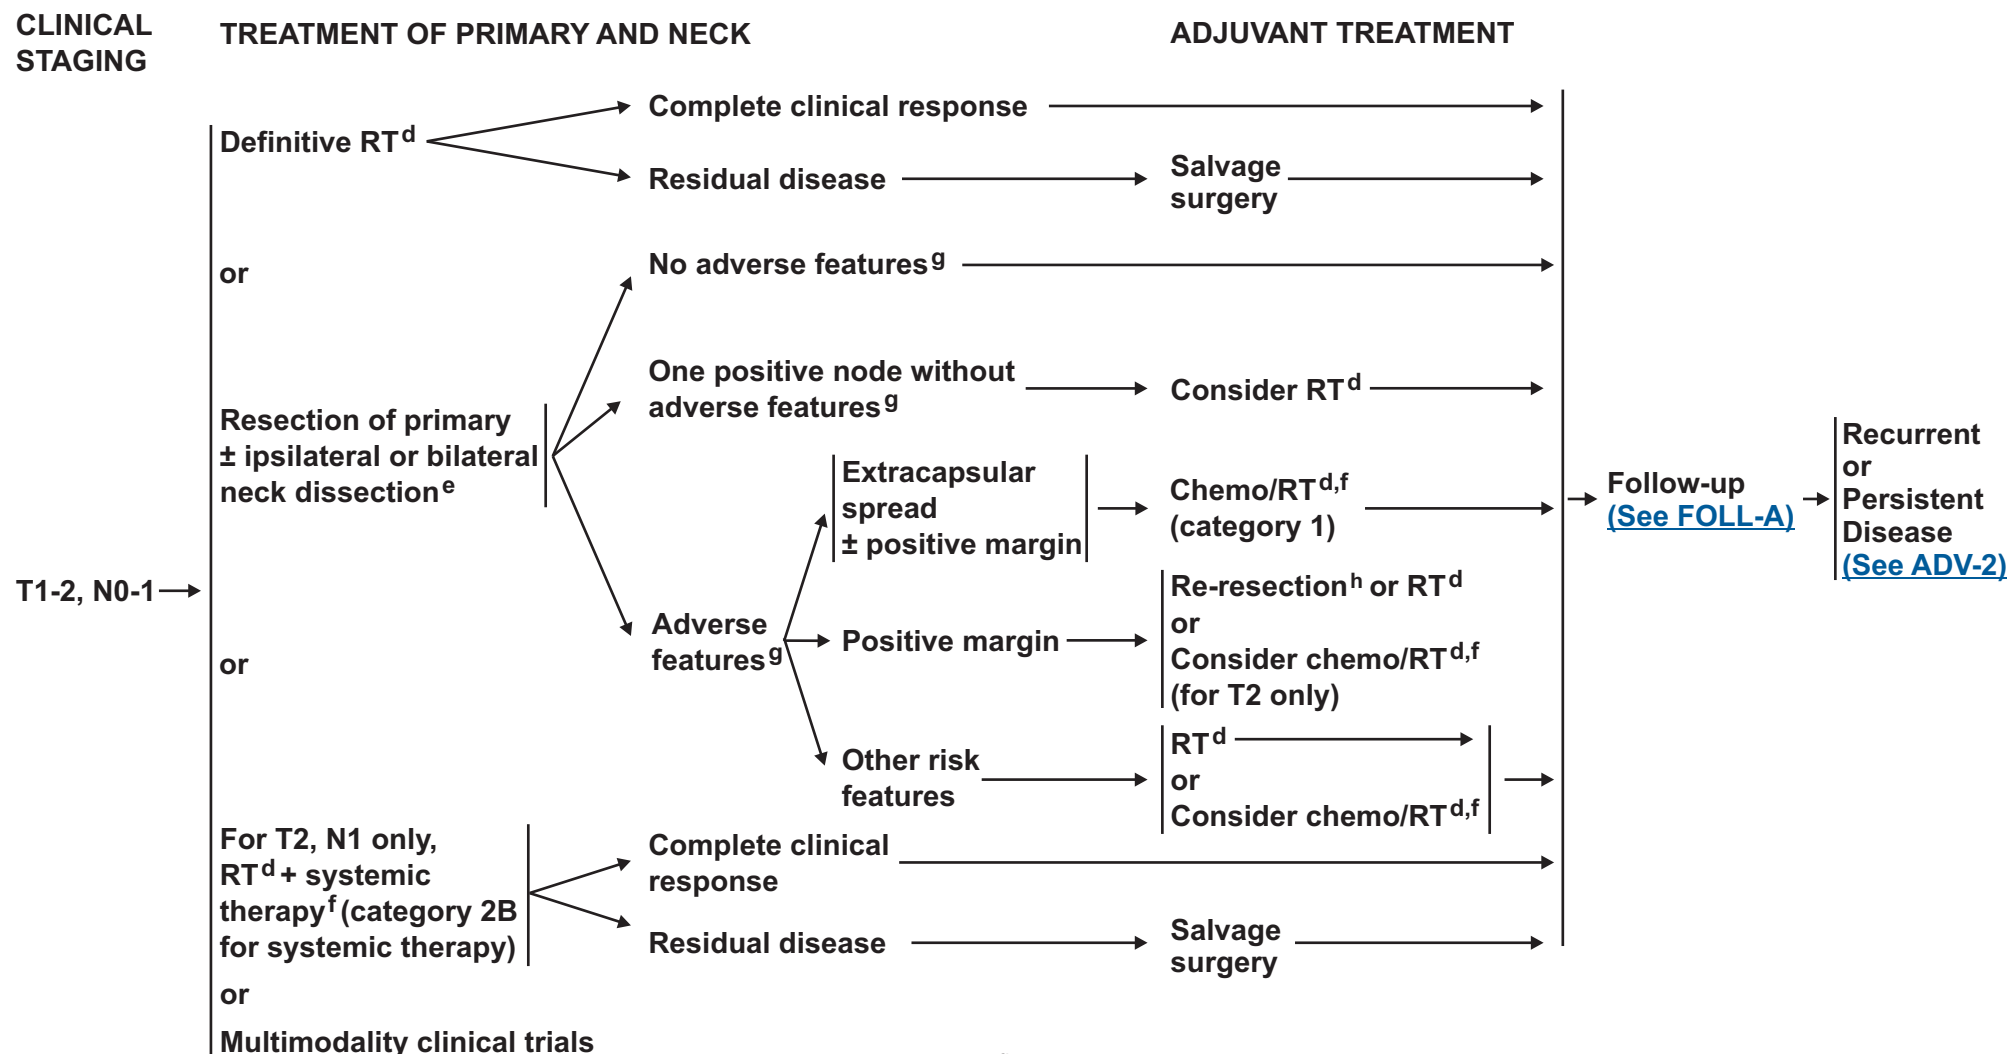 CLINICAL
STAGING
TREATMENT OF PRIMARY AND NECK
ADJUVANT TREATMENT
T1-2, N0-1
Definitive RTd
Complete clinical response
Residual disease
Salvage
surgery
or
Resection of primary
± ipsilateral or bilateral
neck dissectione
No adverse featuresg
One positive node without
adverse featuresg
Consider RTd
Adverse
featuresg
Extracapsular
spread
± positive margin
Chemo/RTd,f
(category 1)
Positive margin
Re-resectionh or RTd
or
Consider chemo/RTd,f
(for T2 only)
Other risk
features
RTd
or
Consider chemo/RTd,f
or
For T2, N1 only,
RTd + systemic
therapyf (category 2B
for systemic therapy)
Complete clinical
response
Residual disease
Salvage
surgery
or
Multimodality clinical trials
Follow-up
(See FOLL-A)
Recurrent
or
Persistent
Disease
(See ADV-2)